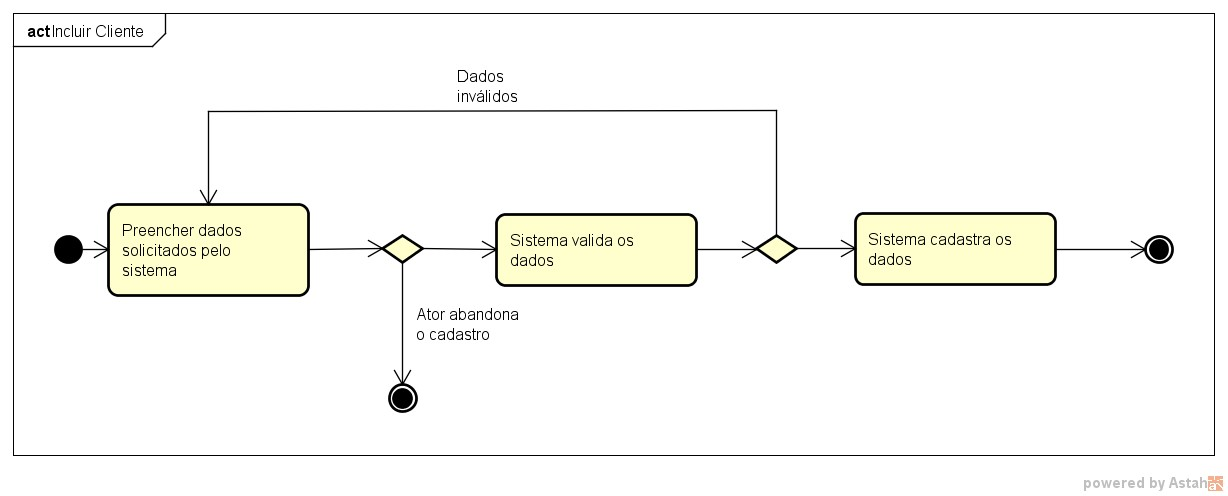 act Incluir Cliente
Dados
inválidos
Preencher dados
solicitados pelo
sistema
Sistema valida os
dados
Sistema cadastra os
dados
Ator abandona
o cadastro
powered by Astah